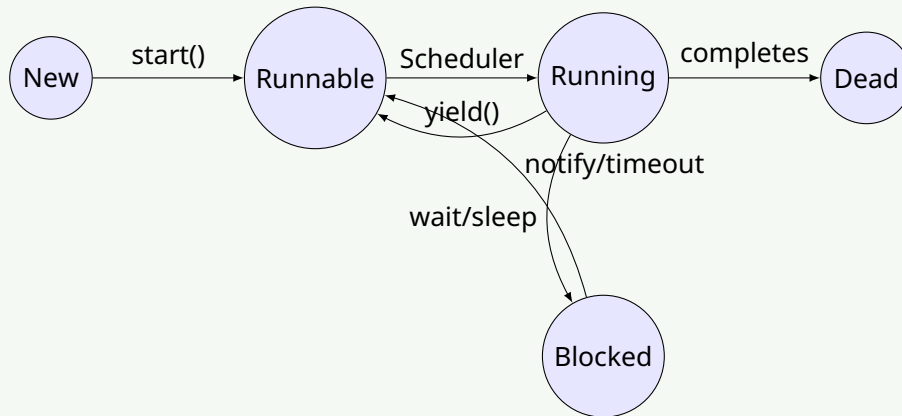 New
start()
Runnable
Scheduler
Running
completes
Dead
yield()
notify/timeout
wait/sleep
Blocked